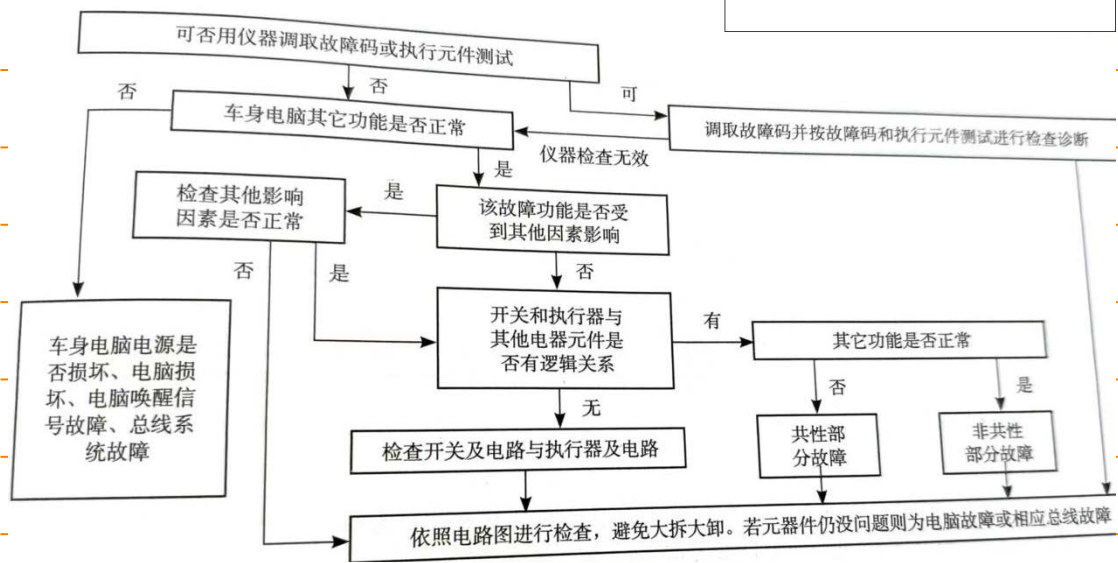 可否用仪器调取故障码或执行元件测试
否
可
否
车身电脑其它功能是否正常
调取故障码并按故障码和执行元件测试进行检查诊断
仪器检查无效
是
检查其他影响
因素是否正常
是
该故障功能是否受
到其他因素影响
否
是
否
车身电脑电源是
否损坏、电脑损
坏、电脑唤醒信
号故障、总线系
统故障
开关和执行器与
其他电器元件是
否有逻辑关系
有
其它功能是否正常
无
否
是
检查开关及电路与执行器及电路
共性部
分故障
非共性
部分故障
依照电路图进行检查，避免大拆大卸。若元器件仍没问题则为电脑故障或相应总线故障